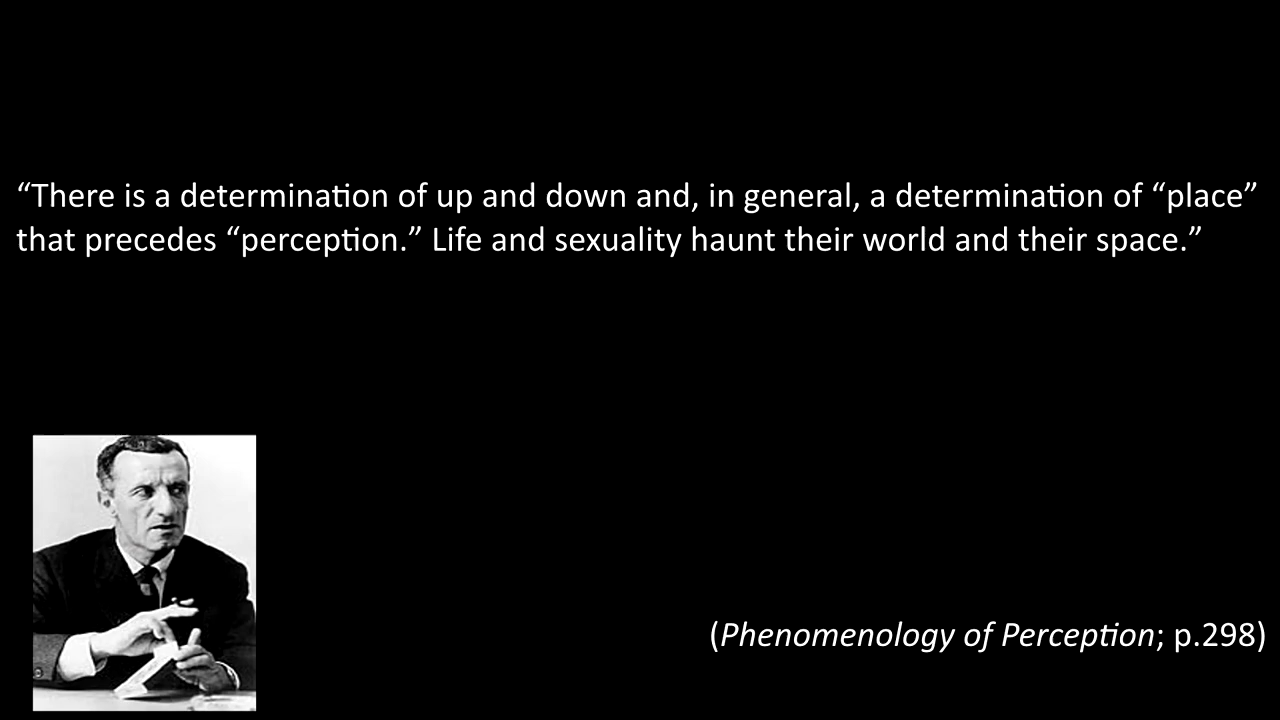 “There is a determination of up and down and, in general, a determination of “place”
that precedes “perception.” Life and sexuality haunt their world and their space.”
(Phenomenology of Perception; p.298)